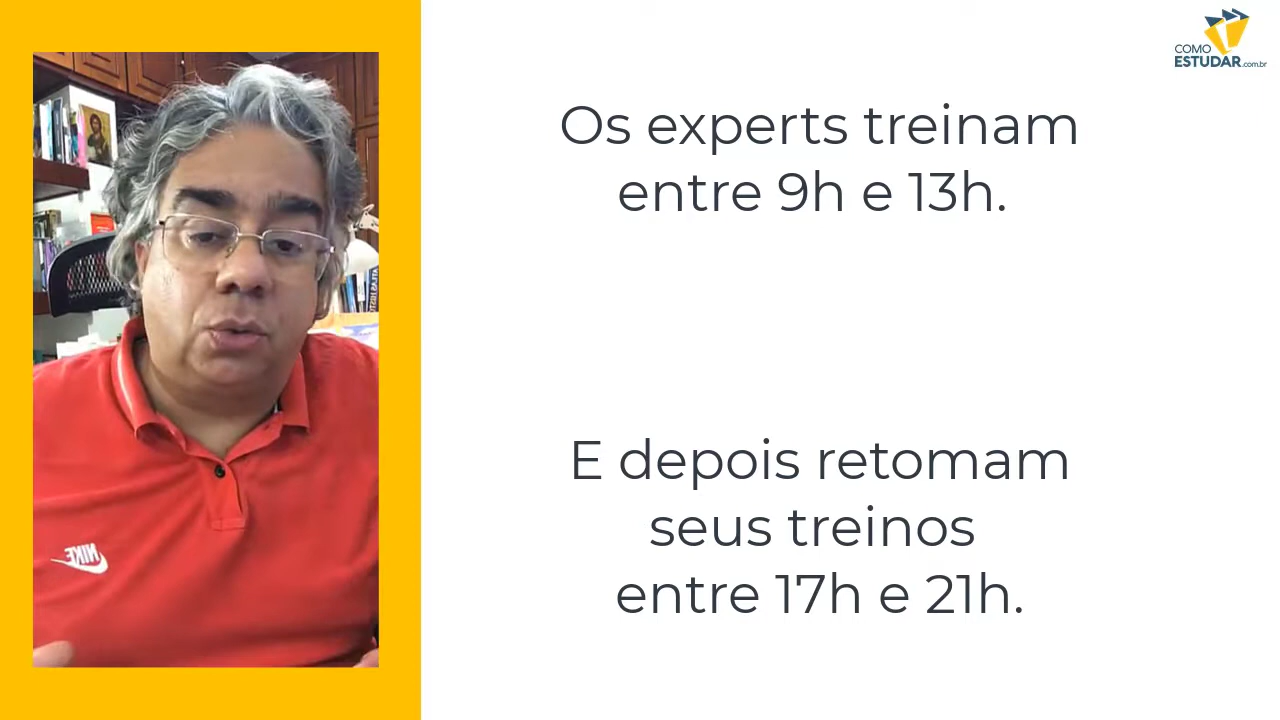 COMO
ESTUDAR.com.br
Os experts treinam
entre 9h e 13h.
E depois retomam
seus treinos
entre 17h e 21h.
NIKE